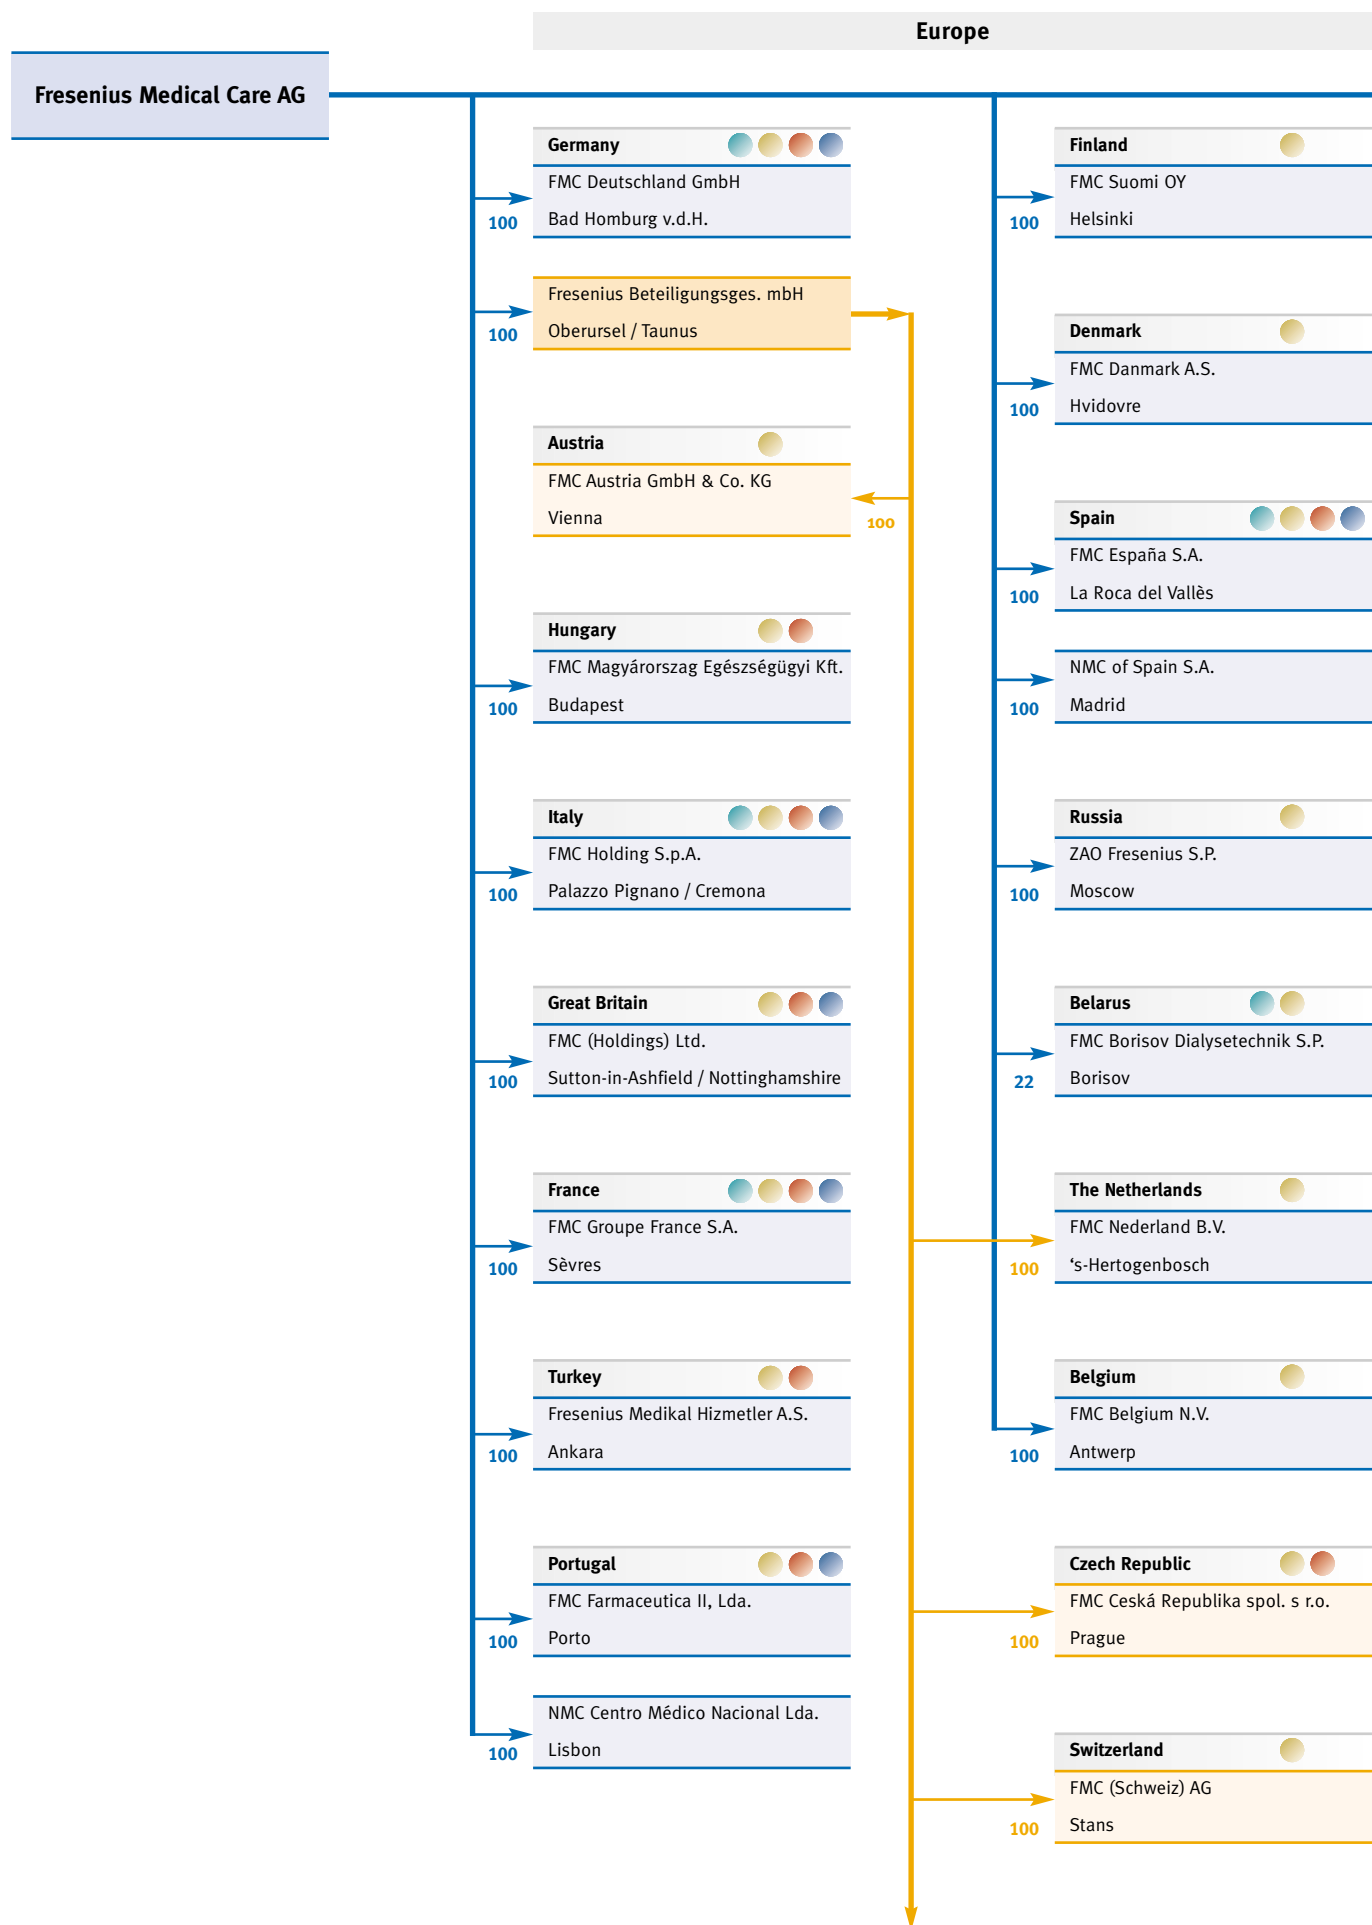 Europe
Fresenius Medical Care AG
Germany
FMC Deutschland GmbH
Bad Homburg v.d.H.
100
Fresenius Beteiligungsges. mbH
Oberursel / Taunus
100
Austria
FMC Austria GmbH & Co. KG
Vienna
100
Hungary
FMC Magyárorszag Egészségügyi Kft.
Budapest
100
Italy
FMC Holding S.p.A.
Palazzo Pignano / Cremona
100
Great Britain
FMC (Holdings) Ltd.
Sutton-in-Ashfield / Nottinghamshire
100
France
FMC Groupe France S.A.
Sèvres
100
Turkey
Fresenius Medikal Hizmetler A.S.
Ankara
100
Portugal
FMC Farmaceutica II, Lda.
Porto
100
NMC Centro Médico Nacional Lda.
Lisbon
100
Finland
FMC Suomi OY
Helsinki
100
Denmark
FMC Danmark A.S.
Hvidovre
100
Spain
FMC España S.A.
La Roca del Vallès
100
NMC of Spain S.A.
Madrid
100
Russia
ZAO Fresenius S.P.
Moscow
100
Belarus
FMC Borisov Dialysetechnik S.P.
Borisov
22
The Netherlands
FMC Nederland B.V.
‘s-Hertogenbosch
100
Belgium
FMC Belgium N.V.
Antwerp
100
Czech Republic
FMC Ceská Republika spol. s r.o.
Prague
100
Switzerland
FMC (Schweiz) AG
Stans
100